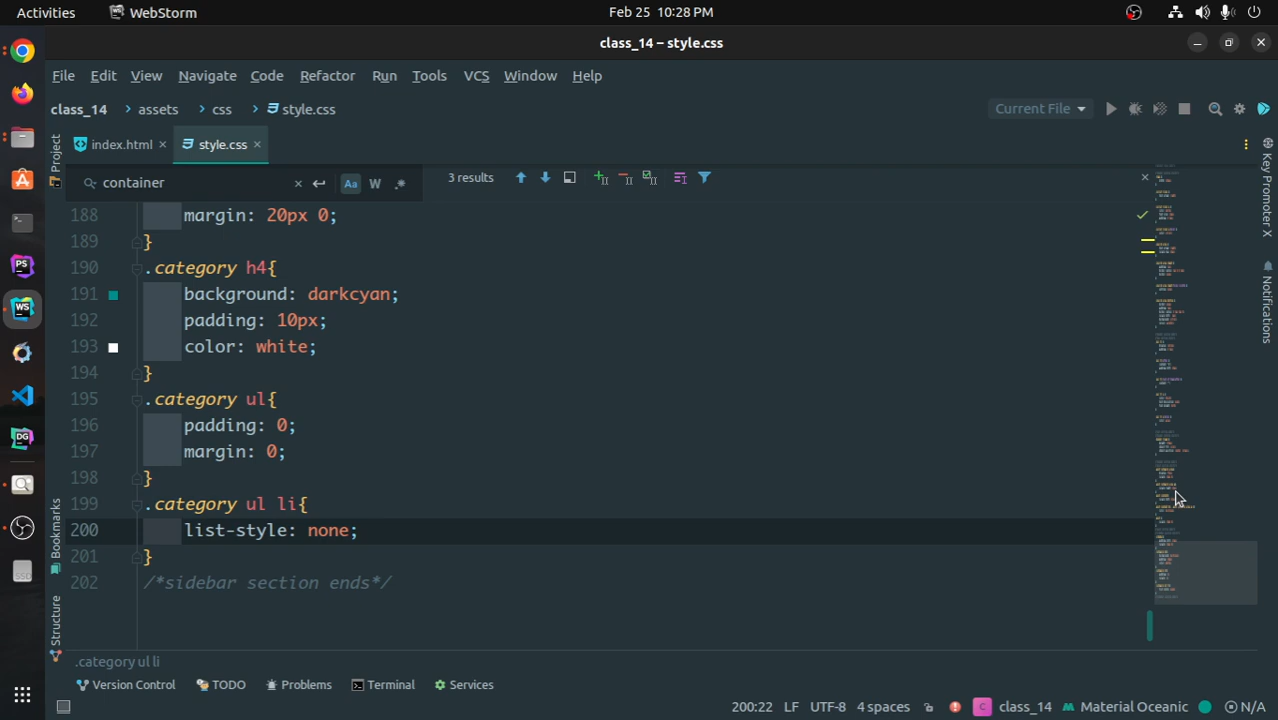 Activities WebStorm Feb 25 10:28 PM
class_14 – style.css
File Edit View Navigate Code Refactor Run Tools VCS Window Help
class_14 assets css style.css Current File
index.html style.css
Project
Key Promoter X
container Aa W .* 3 results
188 margin: 20px 0;
189 }
190 .category h4{
191 background: darkcyan;
192 padding: 10px;
193 color: white;
194 }
195 .category ul{
196 padding: 0;
197 margin: 0;
198 }
199 .category ul li{
200 list-style: none;
201 }
202 /*sidebar section ends*/
Notifications
Bookmarks
Structure
PS
WS
DG
SSD
.category ul li
Version Control TODO Problems Terminal Services
200:22 LF UTF-8 4 spaces C class_14 Material Oceanic N/A